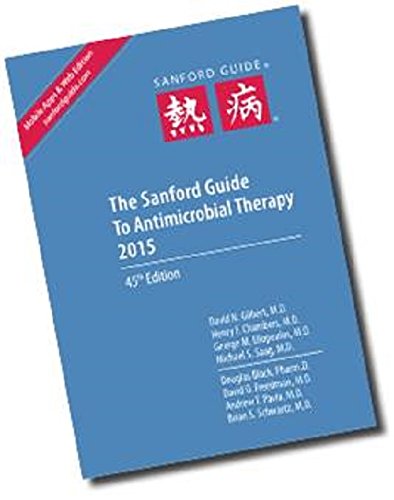 Mobile Apps & Web Edition
sanfordguide.com
SANFORD GUIDE®
熱病®
The Sanford Guide
To Antimicrobial Therapy
2015
45th Edition
David N. Gilbert, M.D.
Henry F. Chambers, M.D.
George M. Eliopoulos, M.D.
Michael S. Saag, M.D.
Douglas Black, Pharm.D.
David O. Freedman, M.D.
Andrew T. Pavia, M.D.
Brian S. Schwartz, M.D.